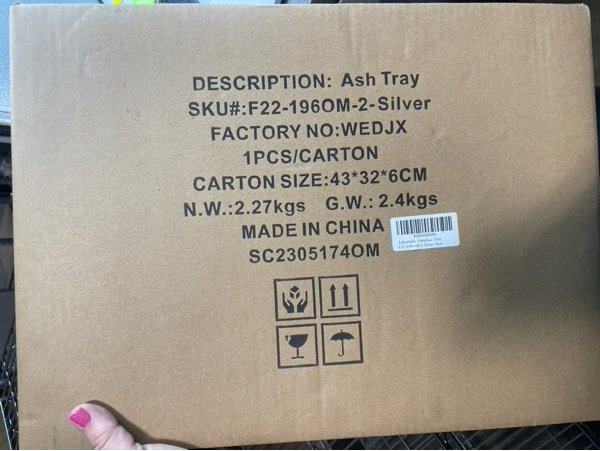 DESCRIPTION: Ash Tray
SKU#:F22-196OM-2-Silver
FACTORY NO:WEDJX
1PCS/CARTON
CARTON SIZE:43*32*6CM
N.W.:2.27kgs G.W.: 2.4kgs
MADE IN CHINA
SC2305174OM